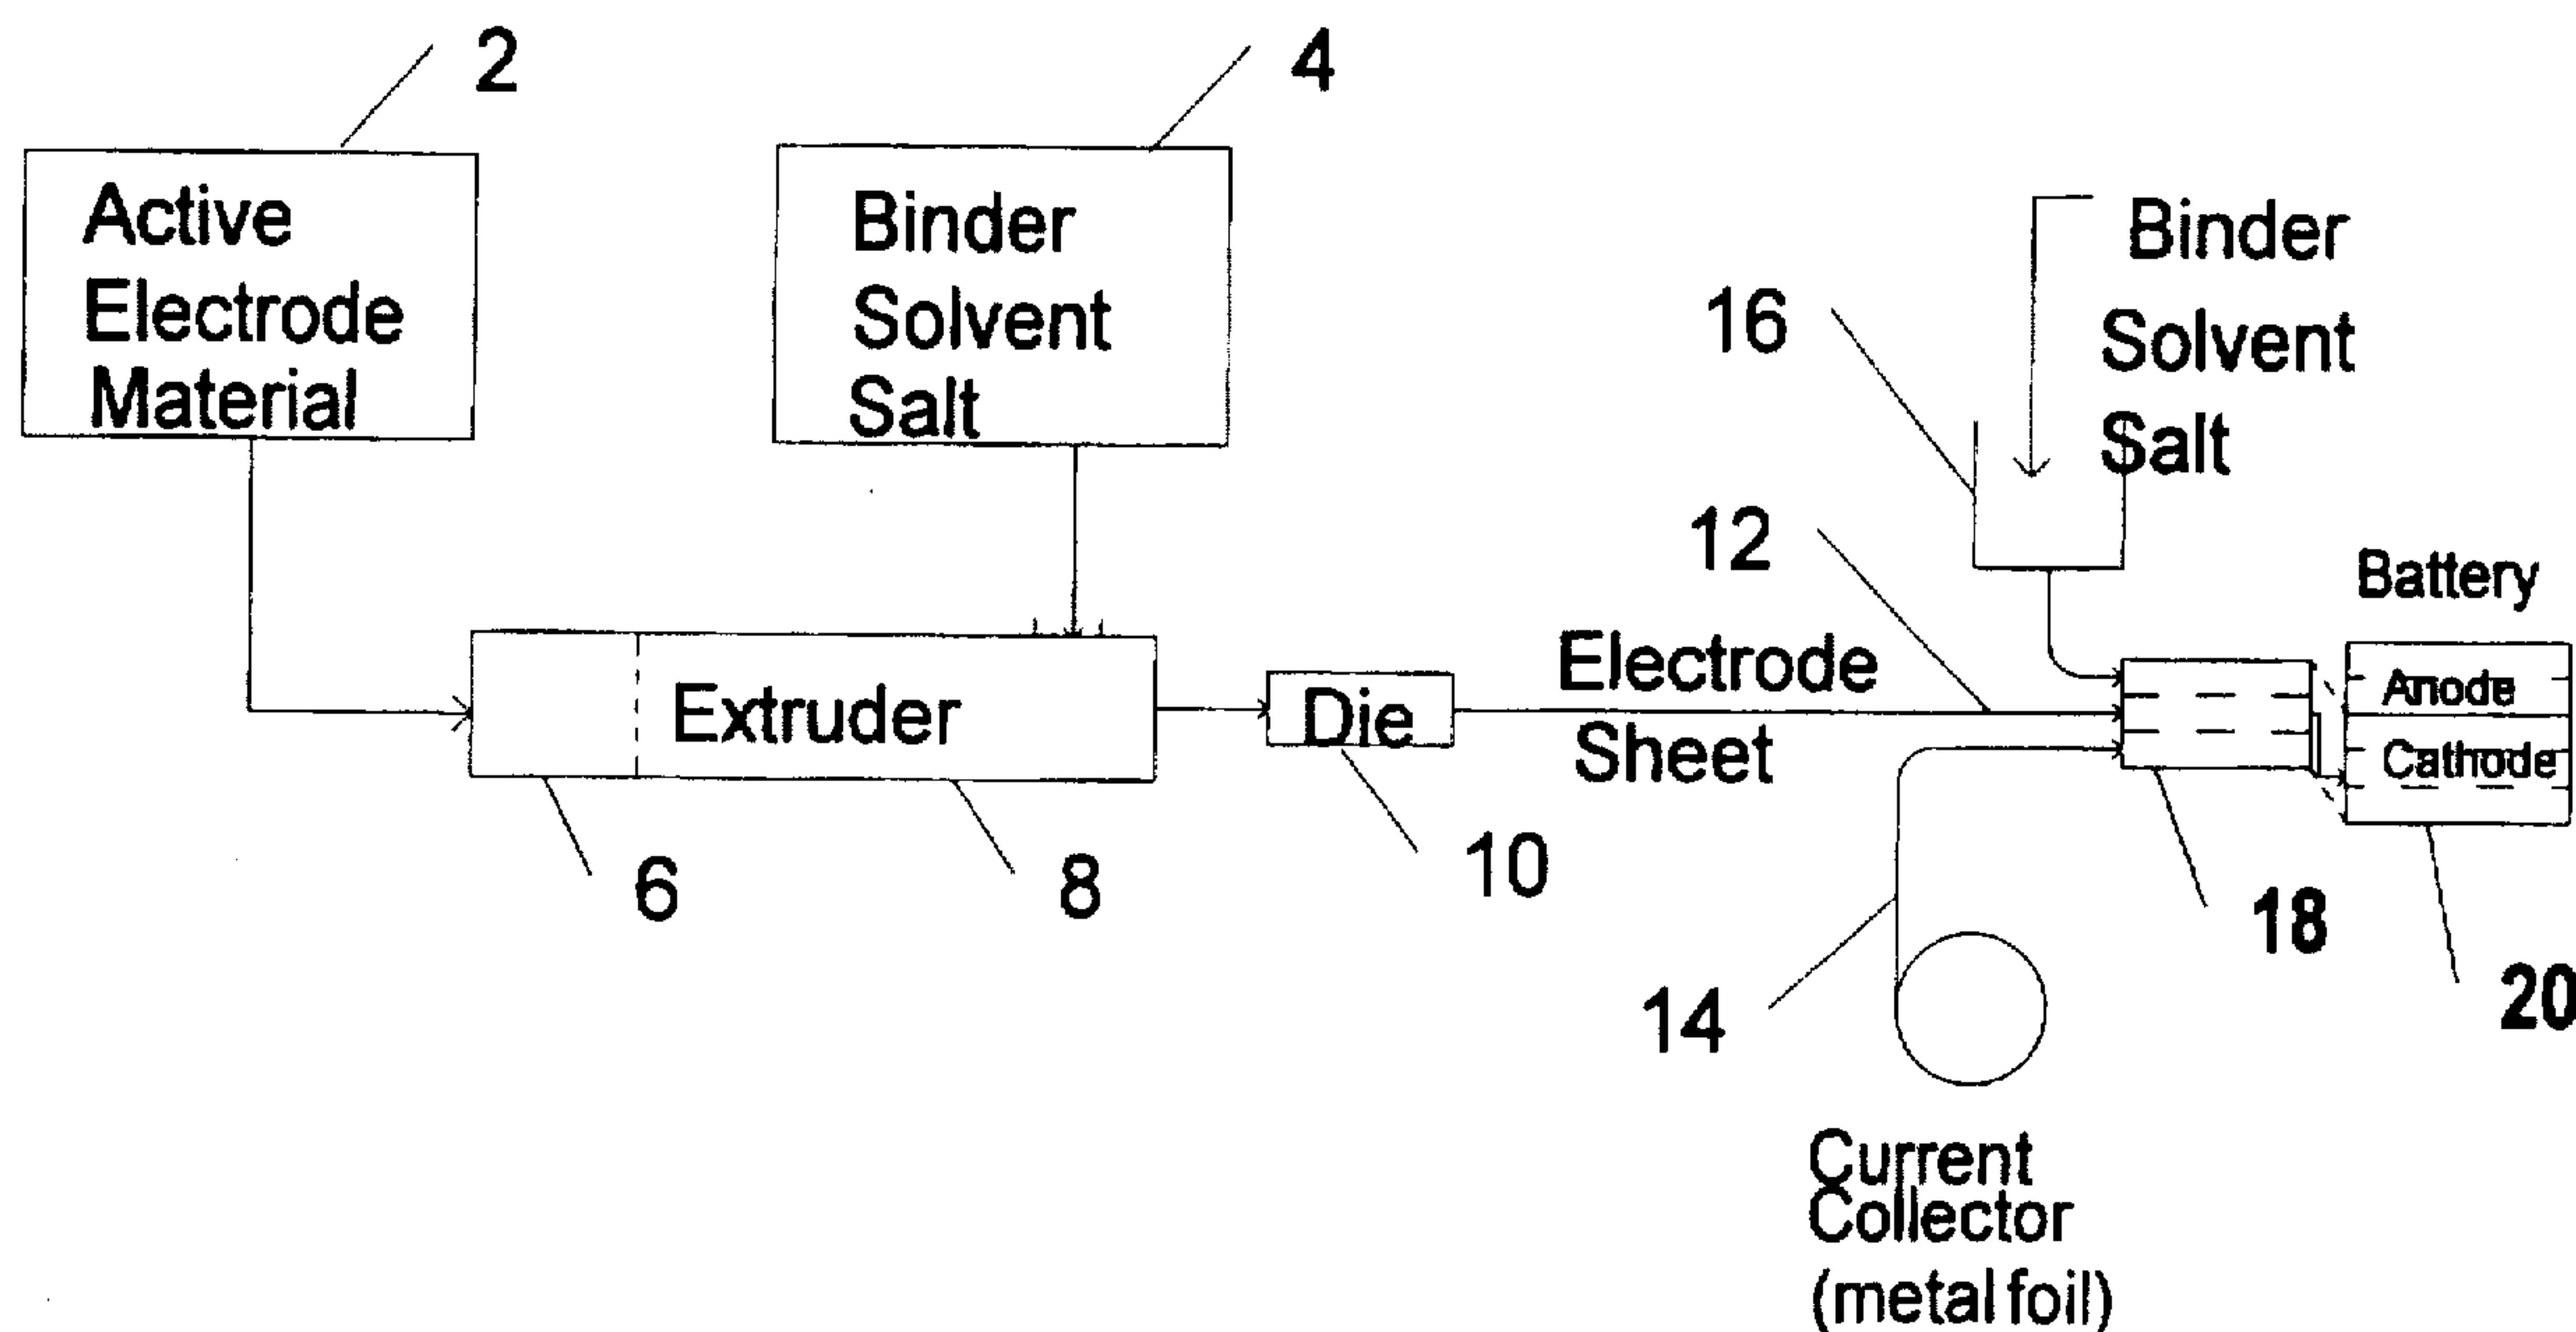 2
4
Active
Electrode
Material
Binder
Solvent
Salt
Binder
Solvent
Salt
16
12
Battery
Electrode
Sheet
Extruder
Die
Anode
Cathode
6
8
10
18
20
14
Current
Collector
(metal foil)